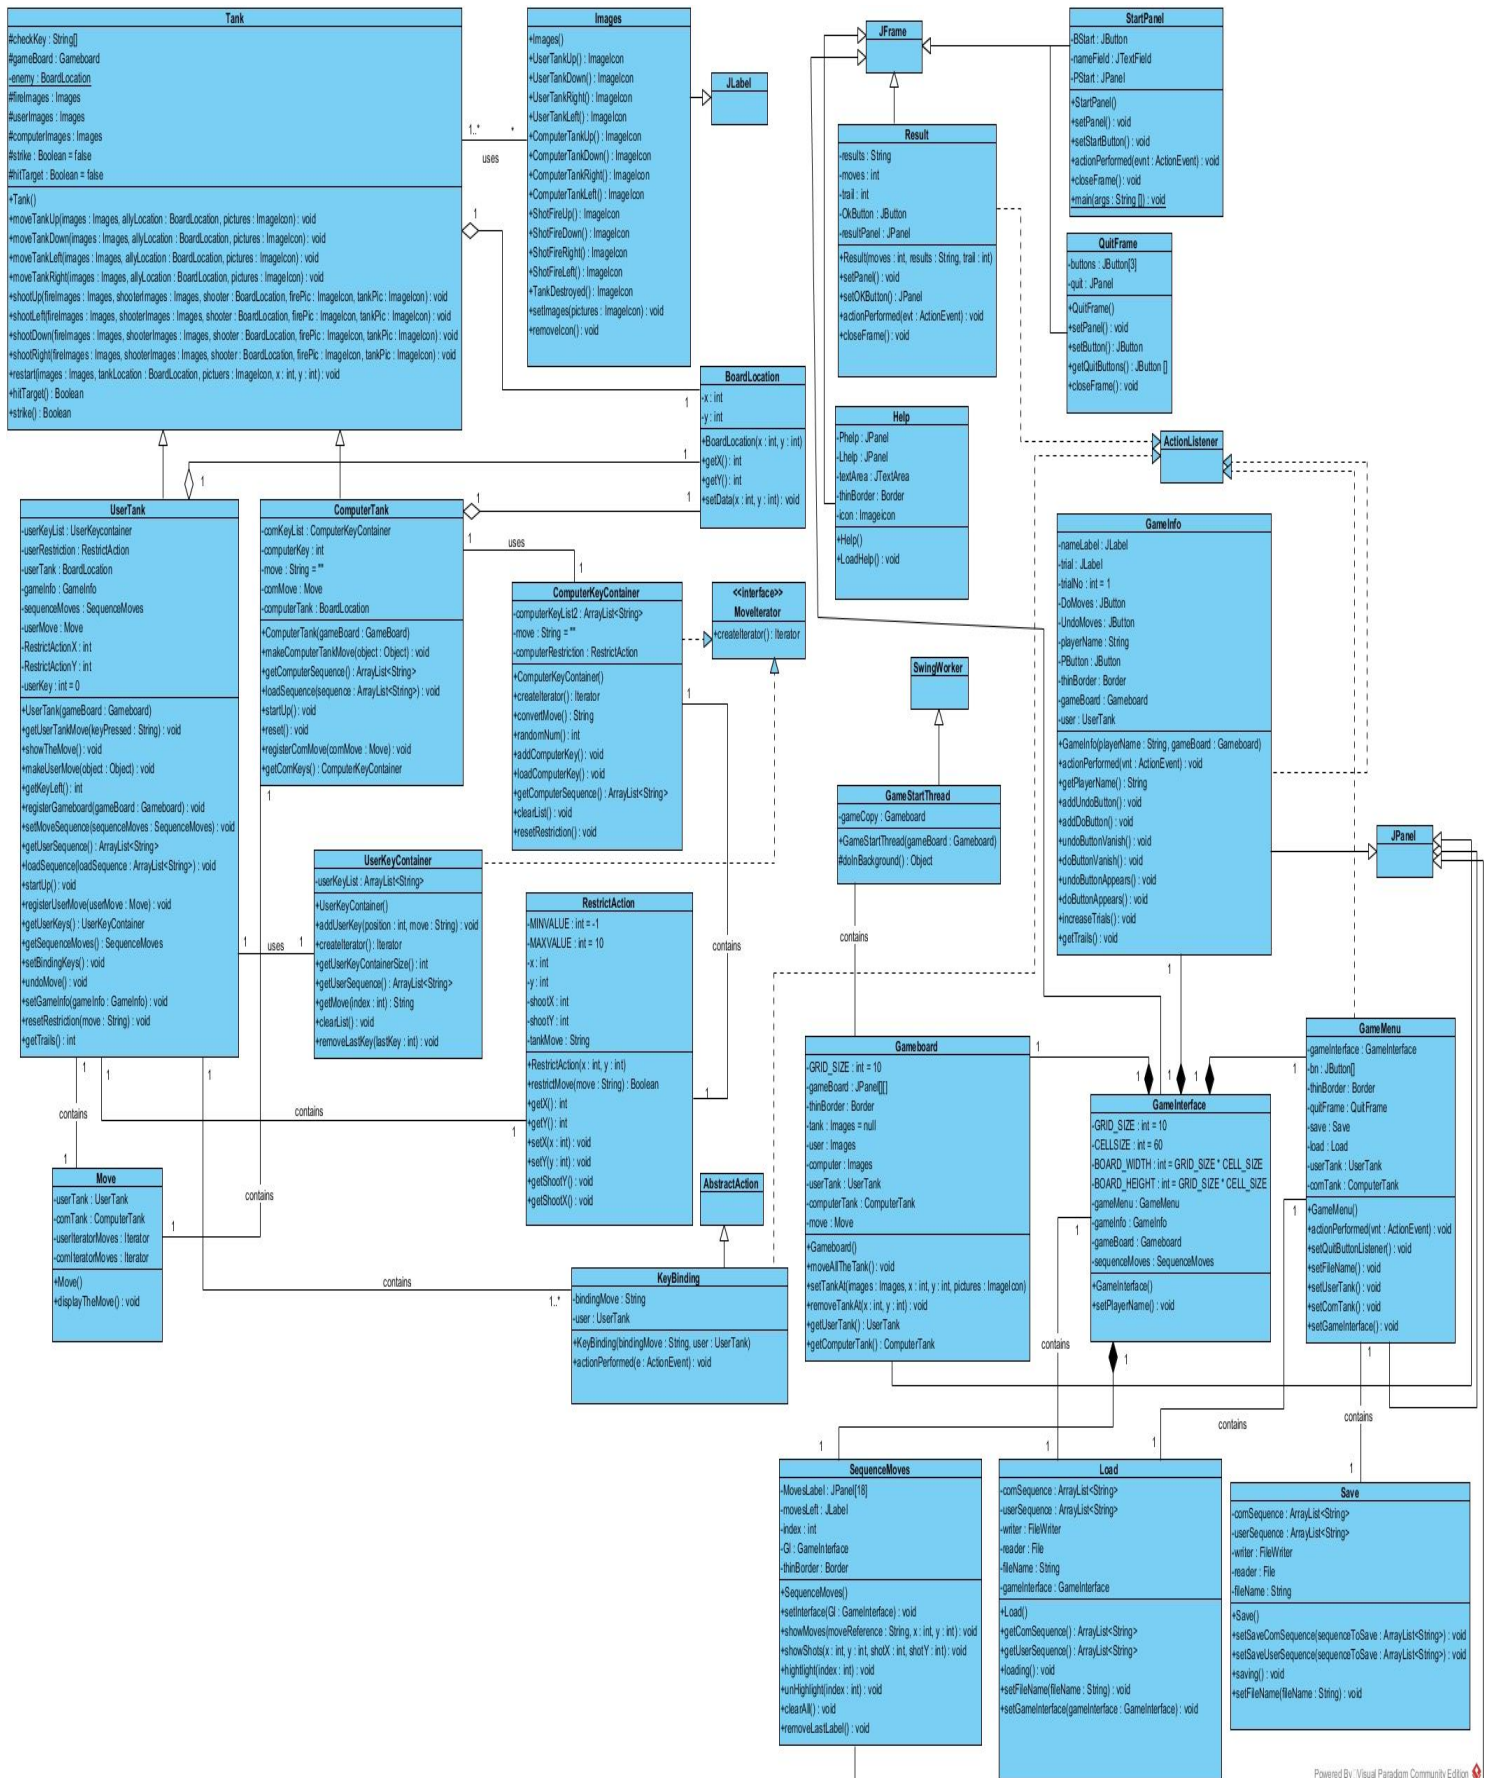 Tank
#checkKey : String[]
#gameBoard : Gameboard
-enemy : BoardLocation
#fireImages : Images
#userImages : Images
#computerImages : Images
#strike : Boolean = false
#hitTarget : Boolean = false
+Tank()
+moveTankUp(images : Images, allyLocation : BoardLocation, pictures : ImageIcon) : void
+moveTankDown(images : Images, allyLocation : BoardLocation, pictures : ImageIcon) : void
+moveTankLeft(images : Images, allyLocation : BoardLocation, pictures : ImageIcon) : void
+moveTankRight(images : Images, allyLocation : BoardLocation, pictures : ImageIcon) : void
+shootUp(fireImages : Images, shooterImages : Images, shooter : BoardLocation, firePic : ImageIcon, tankPic : ImageIcon) : void
+shootLeft(fireImages : Images, shooterImages : Images, shooter : BoardLocation, firePic : ImageIcon, tankPic : ImageIcon) : void
+shootDown(fireImages : Images, shooterImages : Images, shooter : BoardLocation, firePic : ImageIcon, tankPic : ImageIcon) : void
+shootRight(fireImages : Images, shooterImages : Images, shooter : BoardLocation, firePic : ImageIcon, tankPic : ImageIcon) : void
+restart(images : Images, tankLocation : BoardLocation, pictuers : ImageIcon, x : int, y : int) : void
+hitTarget() : Boolean
+strike() : Boolean
1..*
*
uses
1
1
Images
+Images()
+UserTankUp() : ImageIcon
+UserTankDown() : ImageIcon
+UserTankRight() : ImageIcon
+UserTankLeft() : ImageIcon
+ComputerTankUp() : ImageIcon
+ComputerTankDown() : ImageIcon
+ComputerTankRight() : ImageIcon
+ComputerTankLeft() : ImageIcon
+ShotFireUp() : ImageIcon
+ShotFireDown() : ImageIcon
+ShotFireRight() : ImageIcon
+ShotFireLeft() : ImageIcon
+TankDestroyed() : ImageIcon
+setImages(pictures : ImageIcon) : void
+removeIcon() : void
JLabel
JFrame
StartPanel
-BStart : JButton
-nameField : JTextField
-PStart : JPanel
+StartPanel()
+setPanel() : void
+setStartButton() : void
+actionPerformed(evnt : ActionEvent) : void
+closeFrame() : void
+main(args : String []) : void
Result
-results : String
-moves : int
-trail : int
-OkButton : JButton
-resultPanel : JPanel
+Result(moves : int, results : String, trail : int)
+setPanel() : void
+setOKButton() : JPanel
+actionPerformed(evt : ActionEvent) : void
+closeFrame() : void
QuitFrame
-buttons : JButton[3]
-quit : JPanel
+QuitFrame()
+setPanel() : void
+setButton() : JButton
+getQuitButtons() : JButton []
+closeFrame() : void
BoardLocation
-x : int
-y : int
+BoardLocation(x : int, y : int)
+getX() : int
+getY() : int
+setData(x : int, y : int) : void
Help
-Phelp : JPanel
-Lhelp : JPanel
-textArea : JTextArea
-thinBorder : Border
-icon : Imageicon
+Help()
+LoadHelp() : void
ActionListener
1
1
1
1
UserTank
-userKeyList : UserKeycontainer
-userRestriction : RestrictAction
-userTank : BoardLocation
-gameInfo : GameInfo
-sequenceMoves : SequenceMoves
-userMove : Move
-RestrictActionX : int
-RestrictActionY : int
-userKey : int = 0
+UserTank(gameBoard : Gameboard)
+getUserTankMove(keyPressed : String) : void
+showTheMove() : void
+makeUserMove(object : Object) : void
+getKeyLeft() : int
+registerGameboard(gameBoard : Gameboard) : void
+setMoveSequence(sequenceMoves : SequenceMoves) : void
+getUserSequence() : ArrayList<String>
+loadSequence(loadSequence : ArrayList<String>) : void
+startUp() : void
+registerUserMove(userMove : Move) : void
+getUserKeys() : UserKeyContainer
+getSequenceMoves() : SequenceMoves
+setBindingKeys() : void
+undoMove() : void
+setGameInfo(gameInfo : GameInfo) : void
+resetRestriction(move : String) : void
+getTrails() : int
ComputerTank
-comKeyList : ComputerKeyContainer
-computerKey : int
-move : String = ""
-comMove : Move
-computerTank : BoardLocation
+ComputerTank(gameBoard : GameBoard)
+makeComputerTankMove(object : Object) : void
+getComputerSequence() : ArrayList<String>
+loadSequence(sequence : ArrayList<String>) : void
+startUp() : void
+reset() : void
+registerComMove(comMove : Move) : void
+getComKeys() : ComputerKeyContainer
1
uses
1
ComputerKeyContainer
-computerKeyList2 : ArrayList<String>
-move : String = ""
-computerRestriction : RestrictAction
+ComputerKeyContainer()
+createIterator() : Iterator
+convertMove() : String
+randomNum() : int
+addComputerKey() : void
+loadComputerKey() : void
+getComputerSequence() : ArrayList<String>
+clearList() : void
+resetRestriction() : void
<<interface>>
MoveIterator
+createIterator() : Iterator
SwingWorker
GameInfo
-nameLabel : JLabel
-trial : JLabel
-trialNo : int = 1
-DoMoves : JButton
-UndoMoves : JButton
-playerName : String
-PButton : JButton
-thinBorder : Border
-gameBoard : Gameboard
-user : UserTank
+GameInfo(playerName : String, gameBoard : Gameboard)
+actionPerformed(vnt : ActionEvent) : void
+getPlayerName() : String
+addUndoButton() : void
+addDoButton() : void
+undoButtonVanish() : void
+doButtonVanish() : void
+undoButtonAppears() : void
+doButtonAppears() : void
+increaseTrials() : void
+getTrails() : void
GameStartThread
-gameCopy : Gameboard
+GameStartThread(gameBoard : Gameboard)
#doInBackground() : Object
JPanel
1
1
contains
1
UserKeyContainer
-userKeyList : ArrayList<String>
+UserKeyContainer()
+addUserKey(position : int, move : String) : void
+createIterator() : Iterator
+getUserKeyContainerSize() : int
+getUserSequence() : ArrayList<String>
+getMove(index : int) : String
+clearList() : void
+removeLastKey(lastKey : int) : void
1
uses
1
RestrictAction
-MINVALUE : int = -1
-MAXVALUE : int = 10
-x : int
-y : int
-shootX : int
-shootY : int
-tankMove : String
+RestrictAction(x : int, y : int)
+restrictMove(move : String) : Boolean
+getX() : int
+getY() : int
+setX(x : int) : void
+setY(y : int) : void
+getShootY() : void
+getShootX() : void
contains
Gameboard
-GRID_SIZE : int = 10
-gameBoard : JPanel[][]
-thinBorder : Border
-tank : Images = null
-user : Images
-computer : Images
-userTank : UserTank
-computerTank : ComputerTank
-move : Move
+Gameboard()
+moveAllTheTank() : void
+setTankAt(images : Images, x : int, y : int, pictures : ImageIcon)
+removeTankAt(x : int, y : int) : void
+getUserTank() : UserTank
+getComputerTank() : ComputerTank
1
1
1
1
1
1
GameInterface
-GRID_SIZE : int = 10
-CELLSIZE : int = 60
-BOARD_WIDTH : int = GRID_SIZE * CELL_SIZE
-BOARD_HEIGHT : int = GRID_SIZE * CELL_SIZE
-gameMenu : GameMenu
-gameInfo : GameInfo
-gameBoard : Gameboard
-sequenceMoves : SequenceMoves
+GameInterface()
+setPlayerName() : void
GameMenu
-gameInterface : GameInterface
-bn : JButton[]
-thinBorder : Border
-quitFrame : QuitFrame
-save : Save
-load : Load
-userTank : UserTank
-comTank : ComputerTank
+GameMenu()
+actionPerformed(vnt : ActionEvent) : void
+setQuitButtonListener() : void
+setFileName() : void
+setUserTank() : void
+setComTank() : void
+setGameInterface() : void
1
1
1
contains
contains
1
1
Move
-userTank : UserTank
-comTank : ComputerTank
-userIteratorMoves : Iterator
-comIteratorMoves : Iterator
+Move()
+displayTheMove() : void
1
contains
1
AbstractAction
contains
1..*
KeyBinding
-bindingMove : String
-user : UserTank
+KeyBinding(bindingMove : String, user : UserTank)
+actionPerformed(e : ActionEvent) : void
1
1
contains
1
contains
1
contains
1
1
1
1
1
SequenceMoves
-MovesLabel : JPanel[18]
-movesLeft : JLabel
-index : int
-GI : GameInterface
-thinBorder : Border
+SequenceMoves()
+setInterface(GI : GameInterface) : void
+showMoves(moveReference : String, x : int, y : int) : void
+showShots(x : int, y : int, shotX : int, shotY : int) : void
+hightlight(index : int) : void
+unHighlight(index : int) : void
+clearAll() : void
+removeLastLabel() : void
Load
-comSequence : ArrayList<String>
-userSequence : ArrayList<String>
-writer : FileWriter
-reader : File
-fileName : String
-gameInterface : GameInterface
+Load()
+getComSequence() : ArrayList<String>
+getUserSequence() : ArrayList<String>
+loading() : void
+setFileName(fileName : String) : void
+setGameInterface(gameInterface : GameInterface) : void
Save
-comSequence : ArrayList<String>
-userSequence : ArrayList<String>
-writer : FileWriter
-reader : File
-fileName : String
+Save()
+setSaveComSequence(sequenceToSave : ArrayList<String>) : void
+setSaveUserSequence(sequenceToSave : ArrayList<String>) : void
+saving() : void
+setFileName(fileName : String) : void
Powered By Visual Paradigm Community Edition